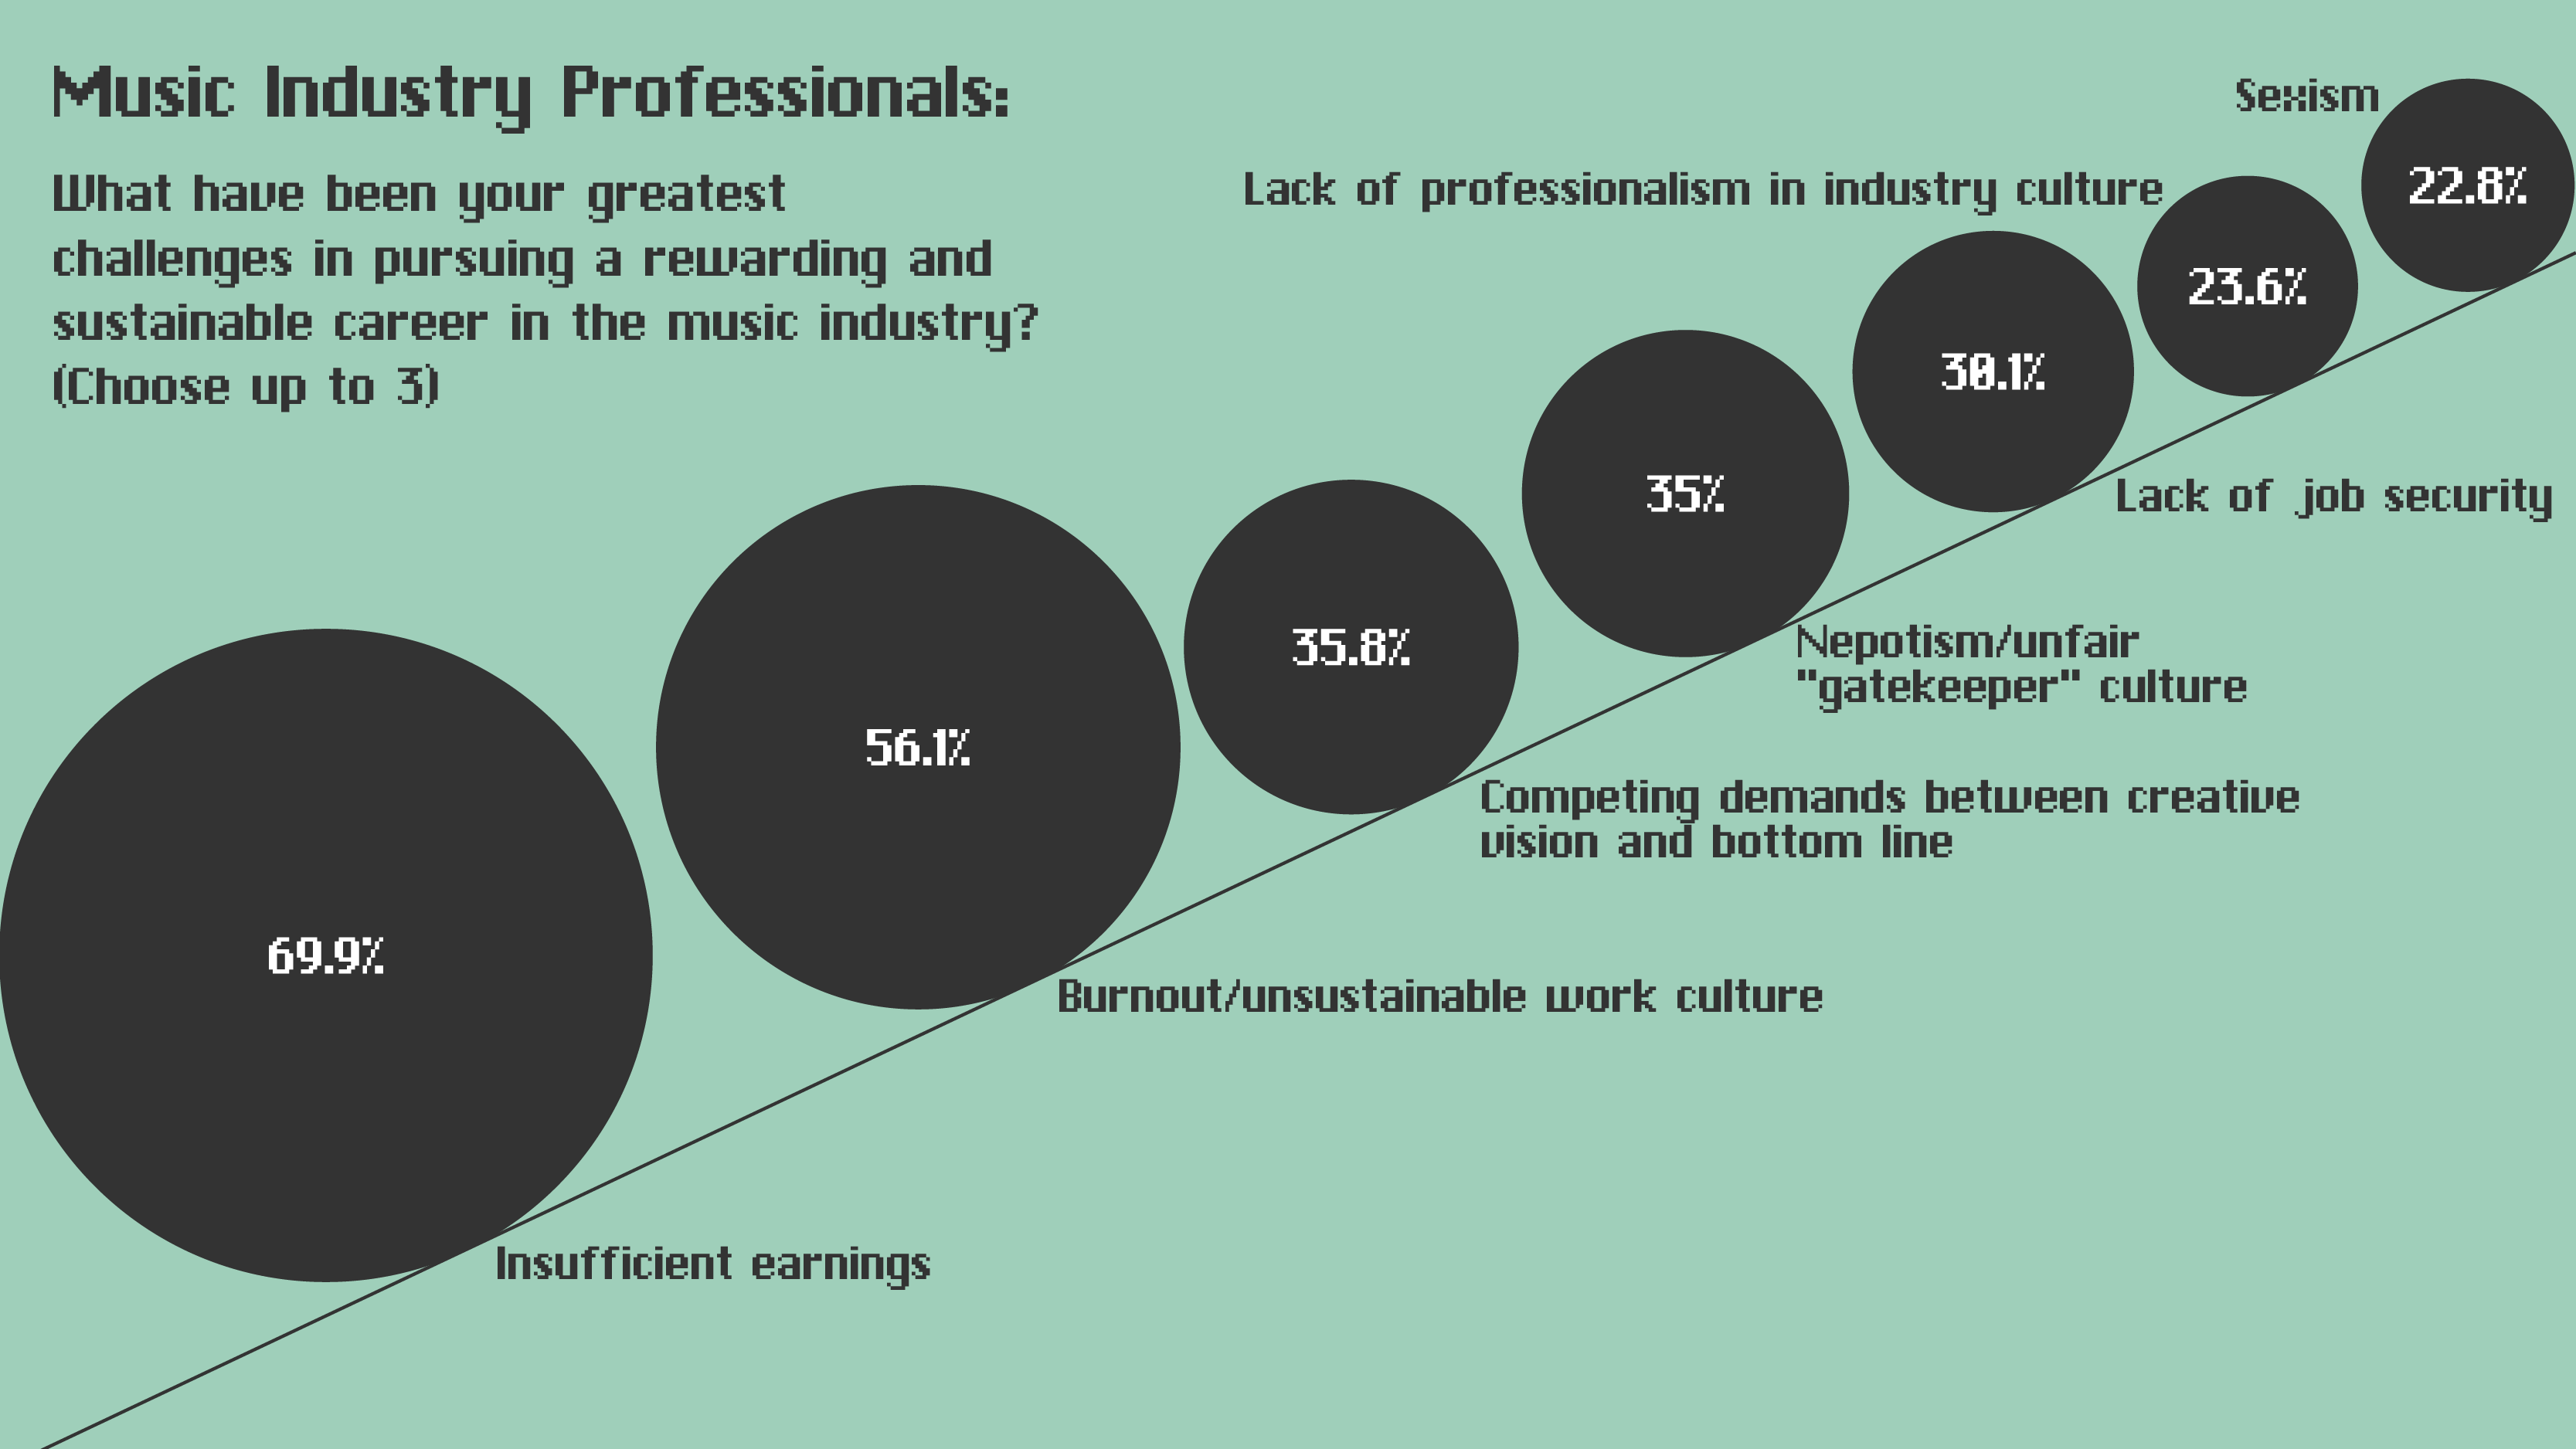 Music Industry Professionals:
What have been your greatest
challenges in pursuing a rewarding and
sustainable career in the music industry?
(Choose up to 3)
69.9%
Insufficient earnings
56.1%
Burnout/unsustainable work culture
35.8%
Competing demands between creative
vision and bottom line
35%
Nepotism/unfair
"gatekeeper" culture
30.1%
Lack of job security
Lack of professionalism in industry culture
23.6%
Sexism
22.8%